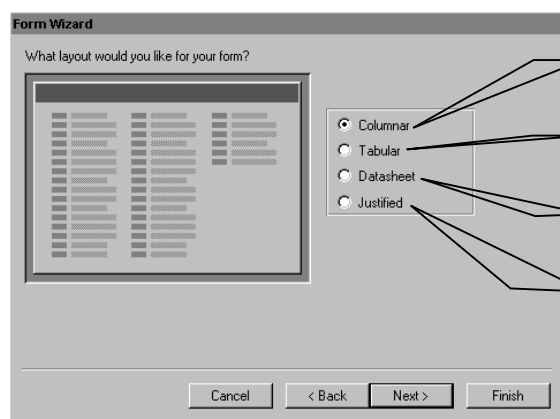 Form Wizard
What layout would you like for your form?
Columnar
Tabular
Datasheet
Justified
Cancel
< Back
Next >
Finish